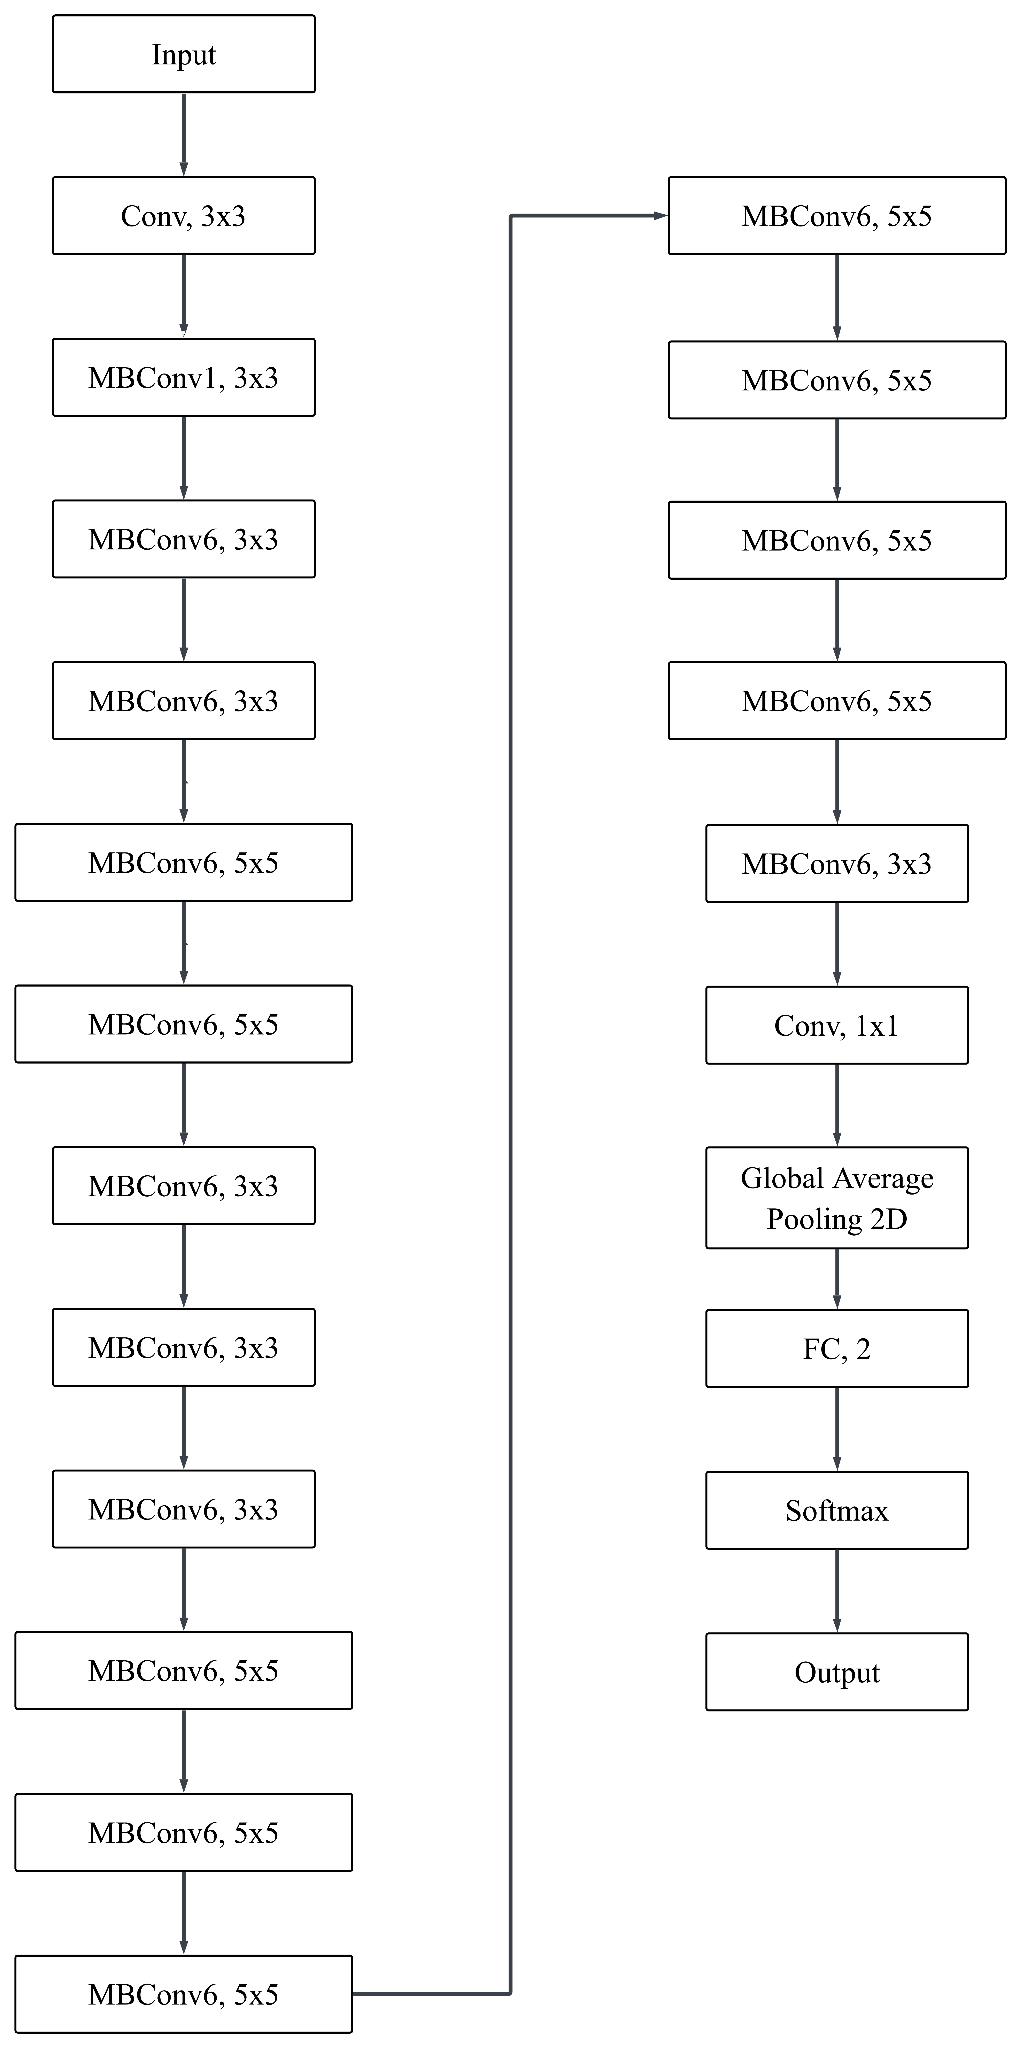 Input
Conv, 3x3
MBConv1, 3x3
MBConv6, 3x3
MBConv6, 3x3
MBConv6, 5x5
MBConv6, 5x5
MBConv6, 3x3
MBConv6, 3x3
MBConv6, 3x3
MBConv6, 5x5
MBConv6, 5x5
MBConv6, 5x5
MBConv6, 5x5
MBConv6, 5x5
MBConv6, 5x5
MBConv6, 5x5
MBConv6, 3x3
Conv, 1x1
Global Average
Pooling 2D
FC, 2
Softmax
Output